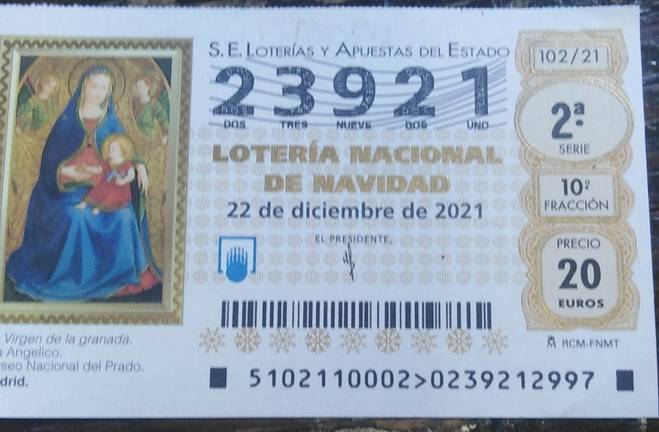 S.E. LOTERÍAS Y APUESTAS DEL ESTADO
23921
DOS TRES NUEVE DOS UNO
LOTERÍA NACIONAL
DE NAVIDAD
22 de diciembre de 2021
EL PRESIDENTE,
102/21
2ª
SERIE
10ª
FRACCIÓN
PRECIO
20
EUROS
RCM-FNMT
Virgen de la granada.
Angelico.
Nacional del Prado.
5102110002>0239212997